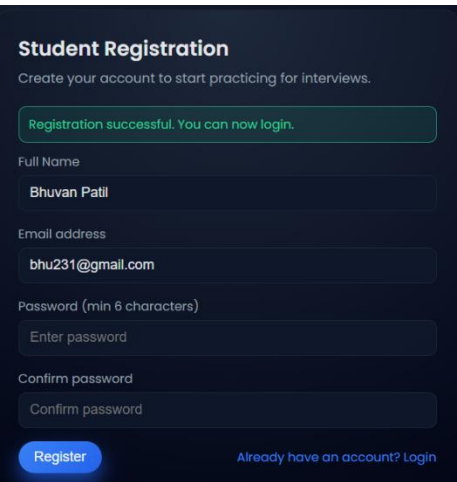 Student Registration
Create your account to start practicing for interviews.
Registration successful. You can now login.
Full Name
Bhuvan Patil
Email address
bhu231@gmail.com
Password (min 6 characters)
Enter password
Confirm password
Confirm password
Register
Already have an account? Login